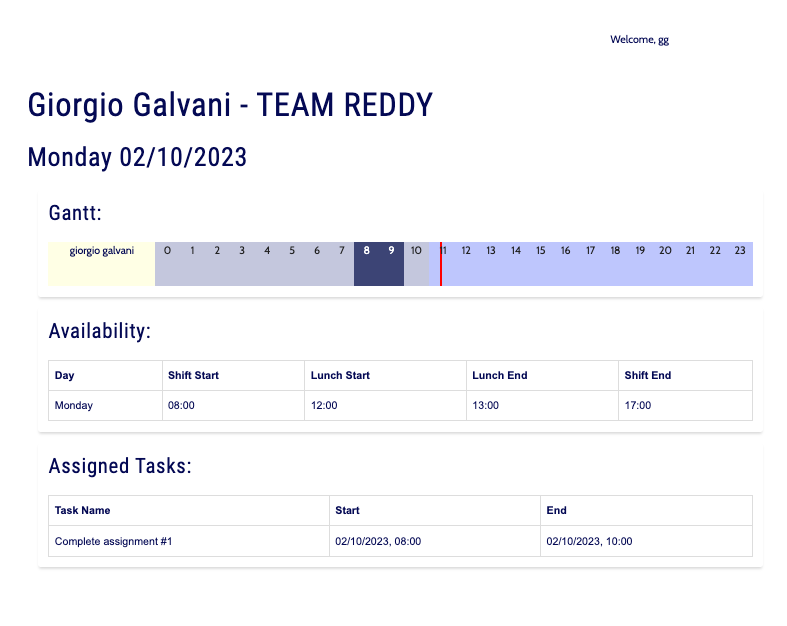 Welcome, gg
Giorgio Galvani - TEAM REDDY
Monday 02/10/2023
Gantt:
giorgio galvani 0 1 2 3 4 5 6 7 8 9 10 11 12 13 14 15 16 17 18 19 20 21 22 23
Availability:
Day Shift Start Lunch Start Lunch End Shift End
Monday 08:00 12:00 13:00 17:00
Assigned Tasks:
Task Name Start End
Complete assignment #1 02/10/2023, 08:00 02/10/2023, 10:00